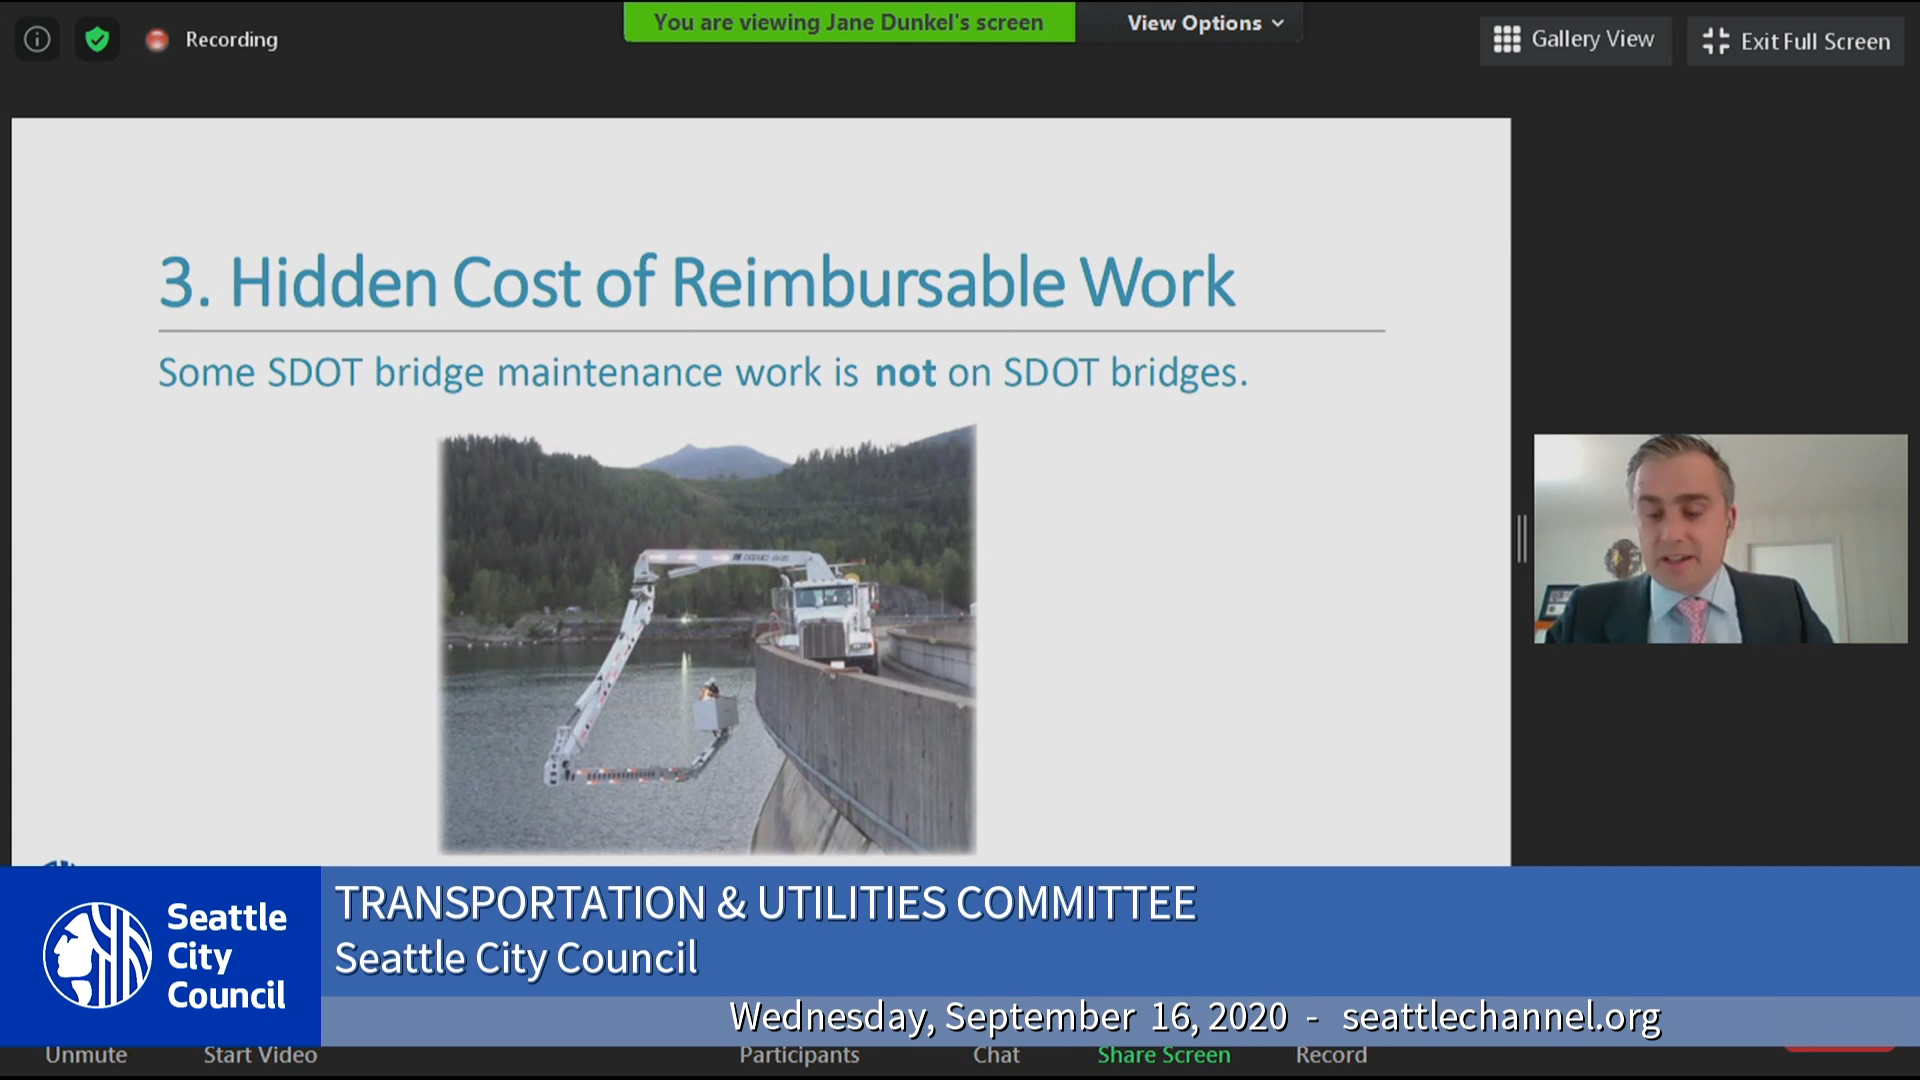 Recording
You are viewing Jane Dunkel's screen
View Options
Gallery View
Exit Full Screen
3. Hidden Cost of Reimbursable Work
Some SDOT bridge maintenance work is not on SDOT bridges.
Seattle
City
Council
TRANSPORTATION & UTILITIES COMMITTEE
Seattle City Council
Wednesday, September 16, 2020 - seattlechannel.org
Unmute
Start Video
Participants
Chat
Share Screen
Record